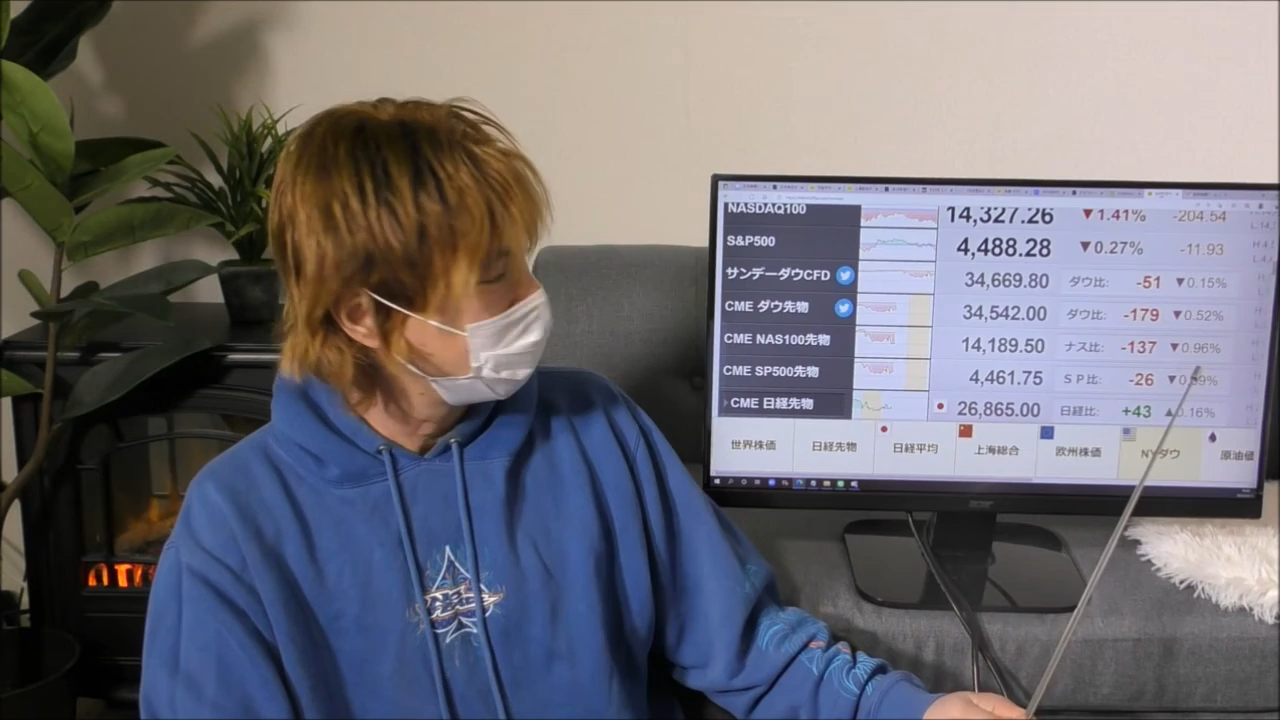 NASDAQ100 14,327.26 ▼1.41% -204.54
S&P500 4,488.28 ▼0.27% -11.93
サンデーダウCFD 34,669.80 ダウ比: -51 ▼0.15%
CME ダウ先物 34,542.00 ダウ比: -179 ▼0.52%
CME NAS100先物 14,189.50 ナス比: -137 ▼0.96%
CME SP500先物 4,461.75 SP比: -26
CME 日経先物 26,865.00 日経比: +43 ▲0.16%
世界株価 日経先物 日経平均 上海総合 欧州株価 NYダウ 原油価
acer